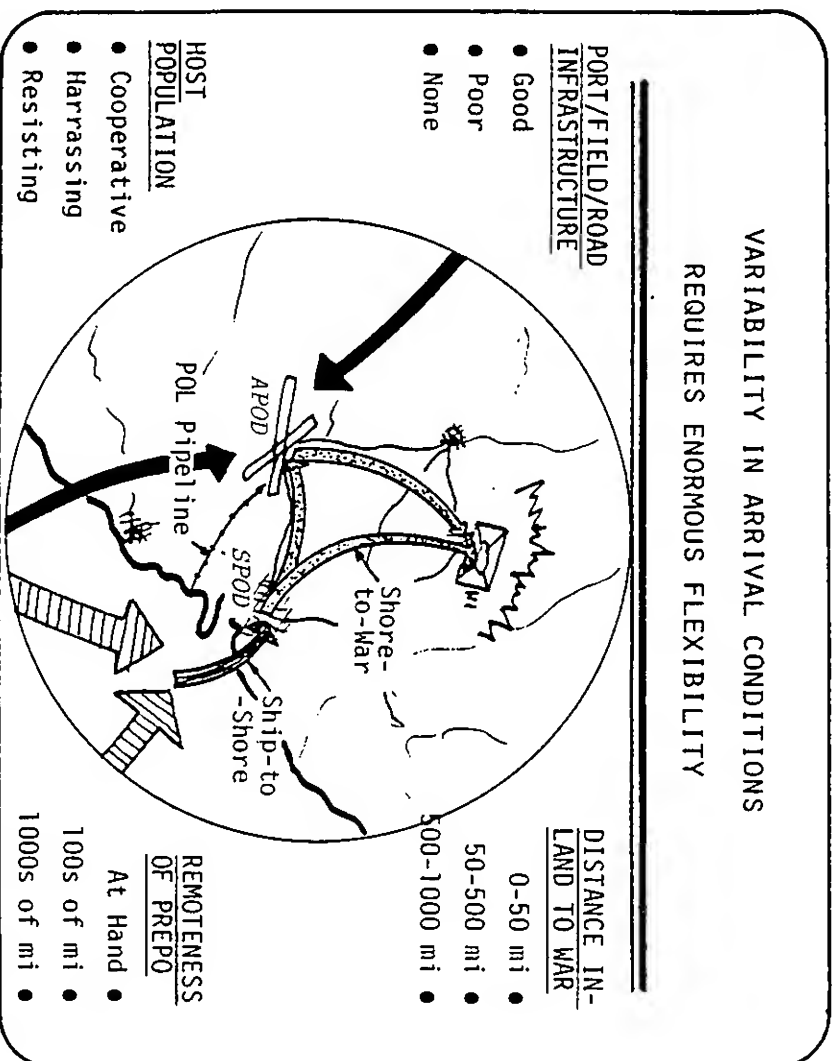 VARIABILITY IN ARRIVAL CONDITIONS
REQUIRES ENORMOUS FLEXIBILITY
PORT/FIELD/ROAD
INFRASTRUCTURE
● Good
● Poor
● None
HOST
POPULATION
● Cooperative
● Harrassing
● Resisting
APOD
POL Pipeline
SPOD
Shore-
to-War
Ship-to
-Shore
DISTANCE IN-
LAND TO WAR
0-50 mi ●
50-500 mi ●
500-1000 mi ●
REMOTENESS
OF PREPO
At Hand ●
100s of mi ●
1000s of mi ●